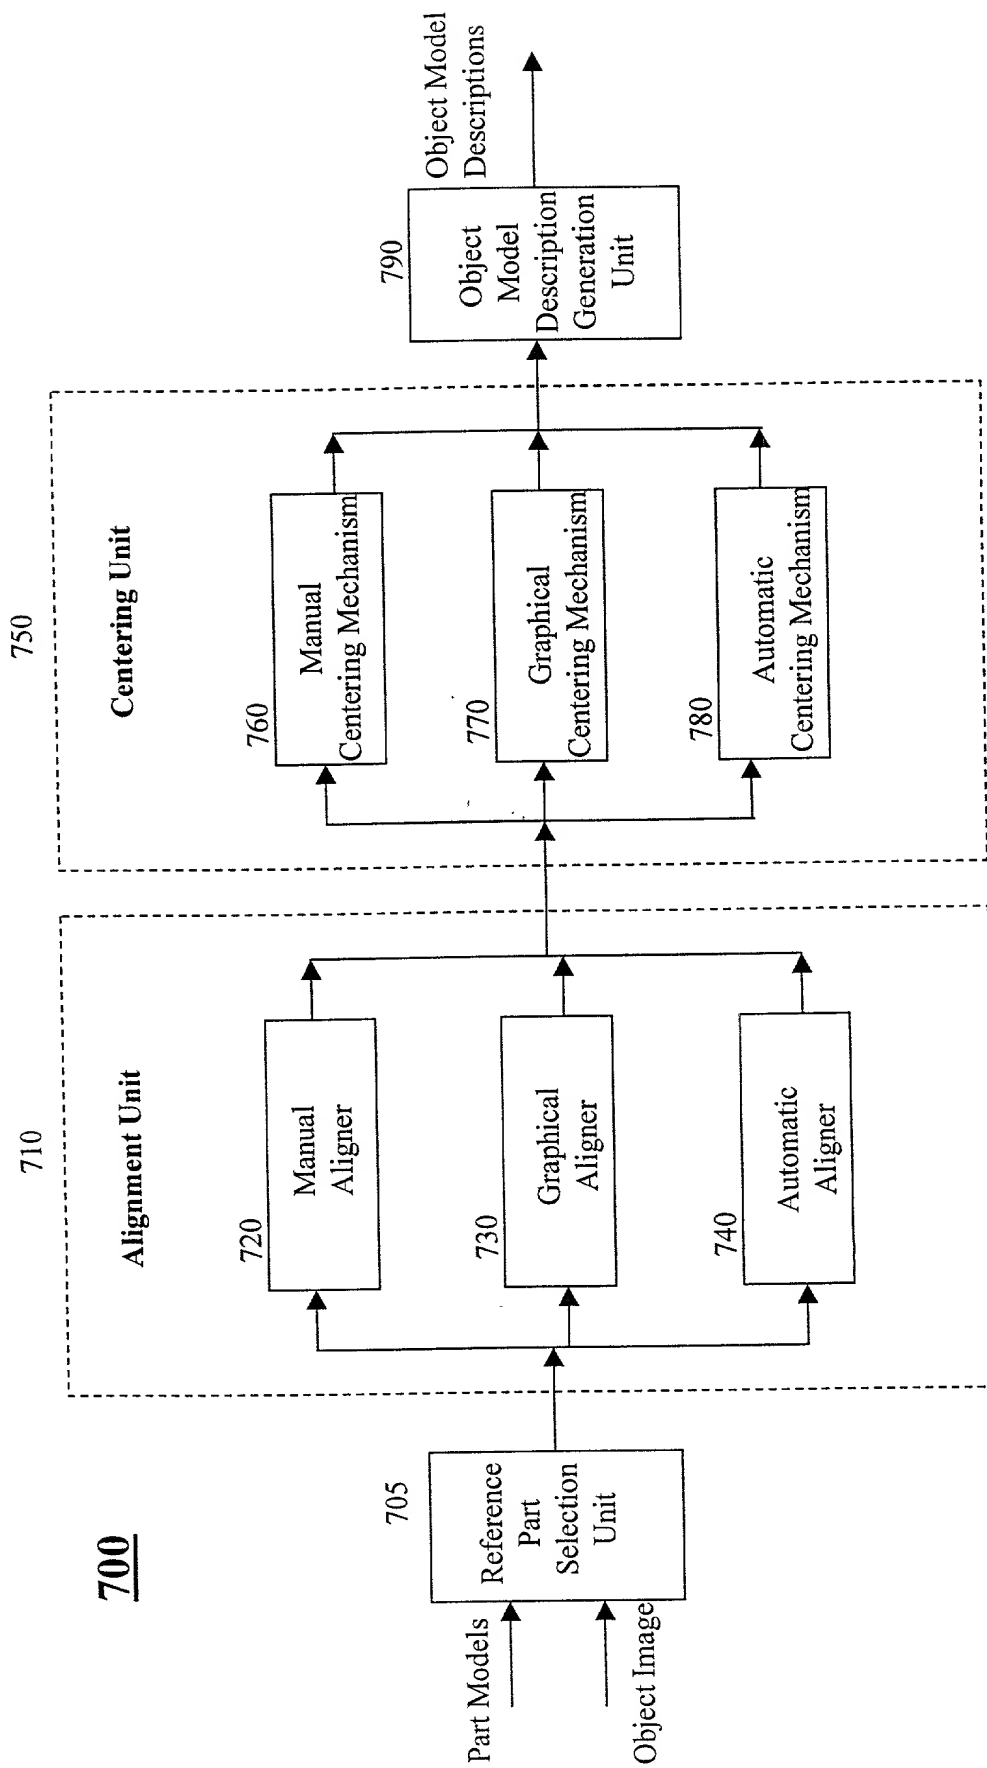 700
Part Models
Object Image
705
Reference
Part
Selection
Unit
710
Alignment Unit
720
Manual
Aligner
730
Graphical
Aligner
740
Automatic
Aligner
750
Centering Unit
760
Manual
Centering Mechanism
770
Graphical
Centering Mechanism
780
Automatic
Centering Mechanism
790
Object
Model
Description
Generation
Unit
Object Model
Descriptions